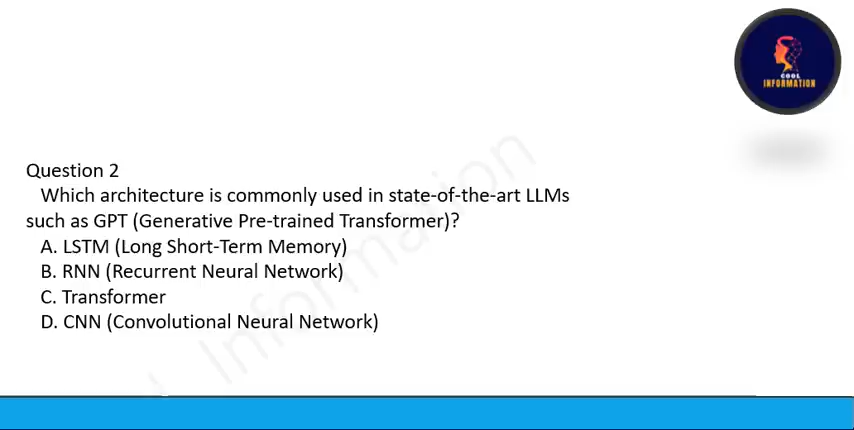 COOL
INFORMATION
Question 2
Which architecture is commonly used in state-of-the-art LLMs
such as GPT (Generative Pre-trained Transformer)?
A. LSTM (Long Short-Term Memory)
B. RNN (Recurrent Neural Network)
C. Transformer
D. CNN (Convolutional Neural Network)
Information